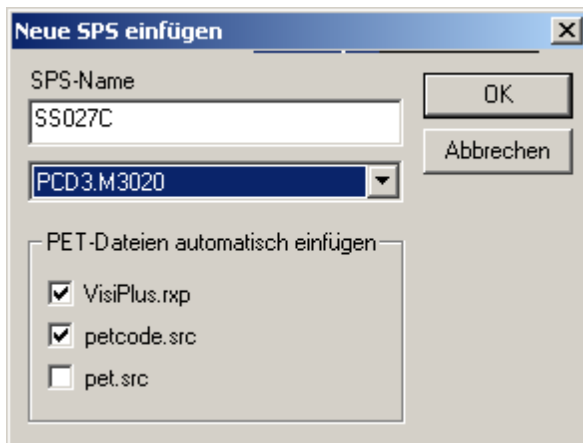 Neue SPS einfügen
SPS-Name
SS027C
PCD3.M3020
OK
Abbrechen
PET-Dateien automatisch einfügen
VisiPlus.rxp
petcode.src
pet.src